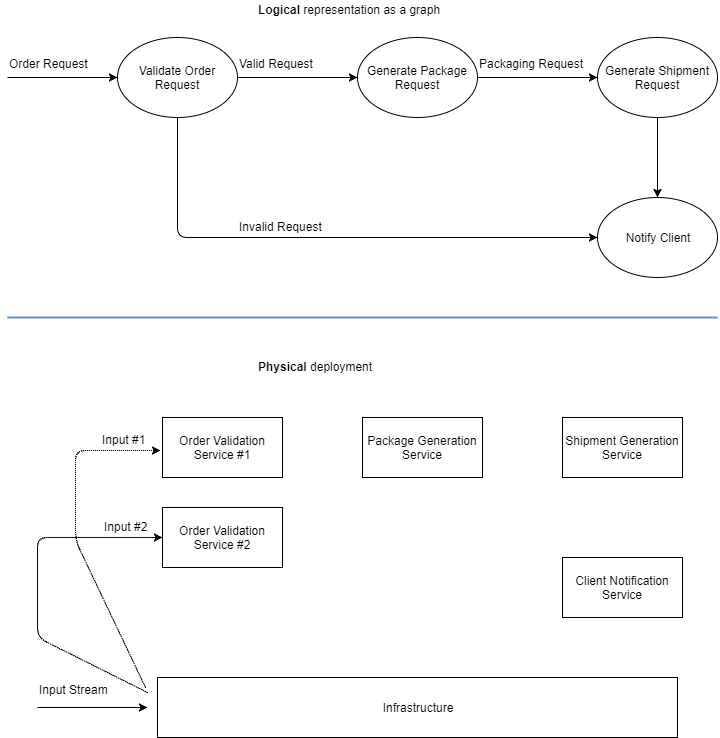 Logical representation as a graph
Order Request
Validate Order
Request
Valid Request
Generate Package
Request
Packaging Request
Generate Shipment
Request
Invalid Request
Notify Client
Physical deployment
Input #1
Order Validation
Service #1
Package Generation
Service
Shipment Generation
Service
Input #2
Order Validation
Service #2
Client Notification
Service
Input Stream
Infrastructure